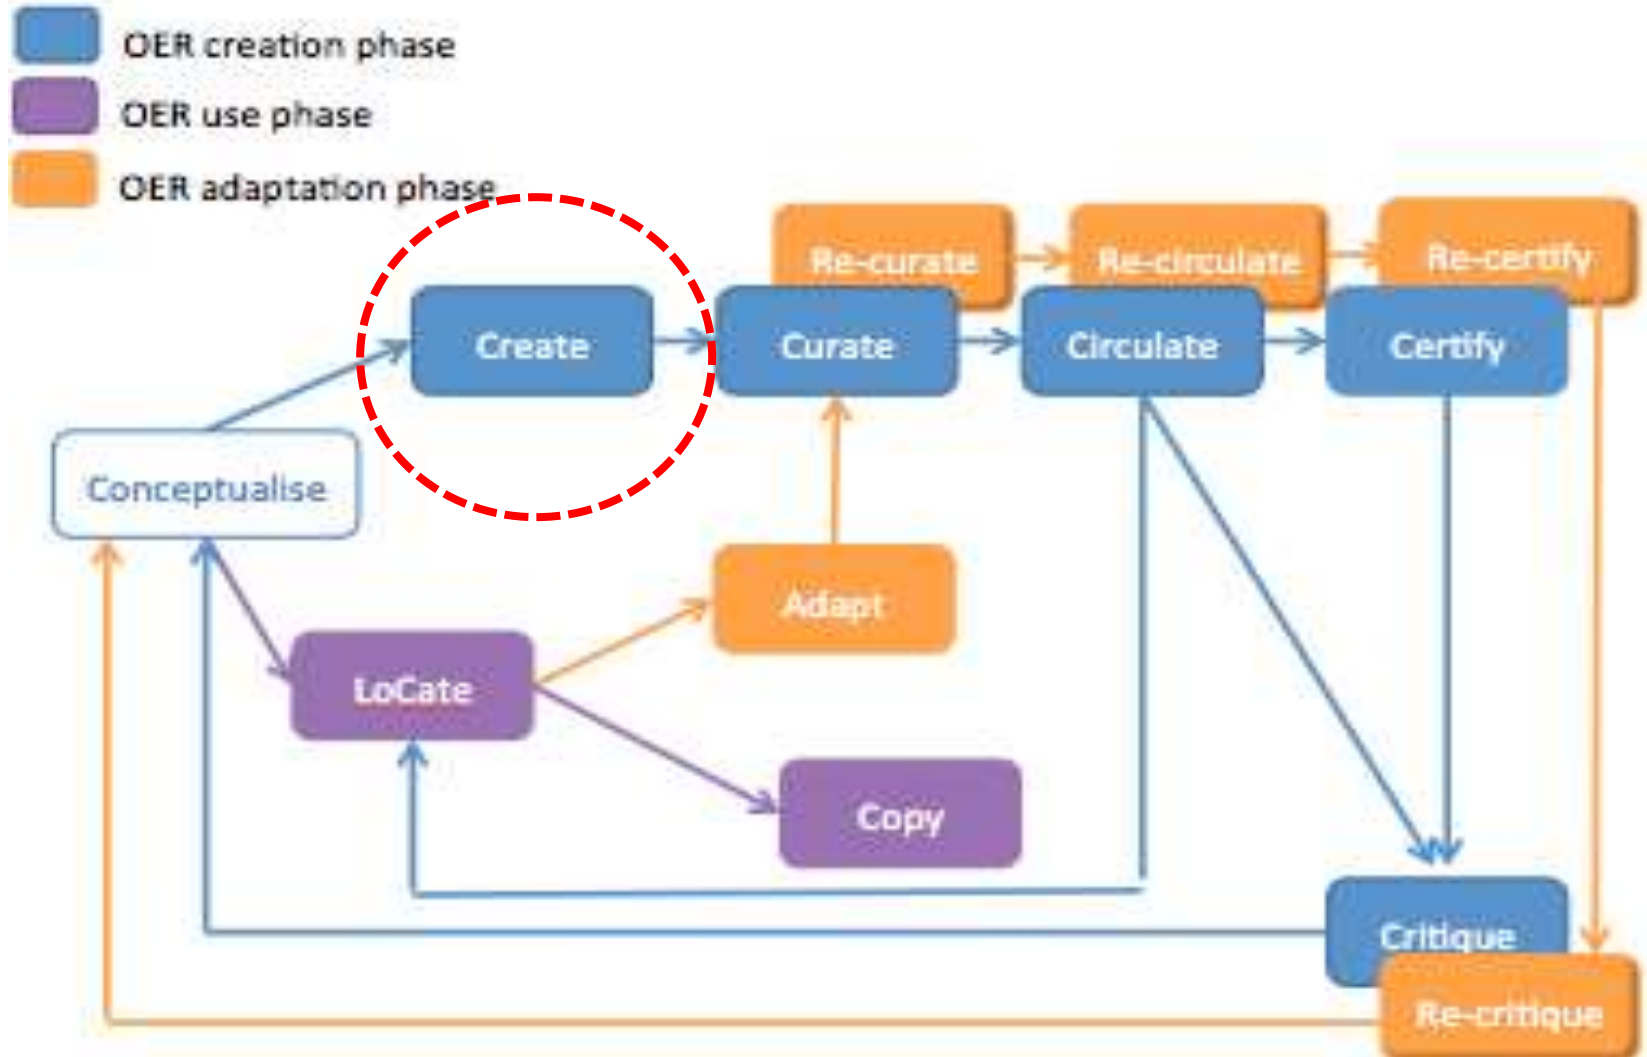 OER creation phase
OER use phase
OER adaptation phase
Re-curate
Re-circulate
Re-certify
Create
Curate
Circulate
Certify
Conceptualise
Adapt
LoCate
Copy
Critique
Re-critique